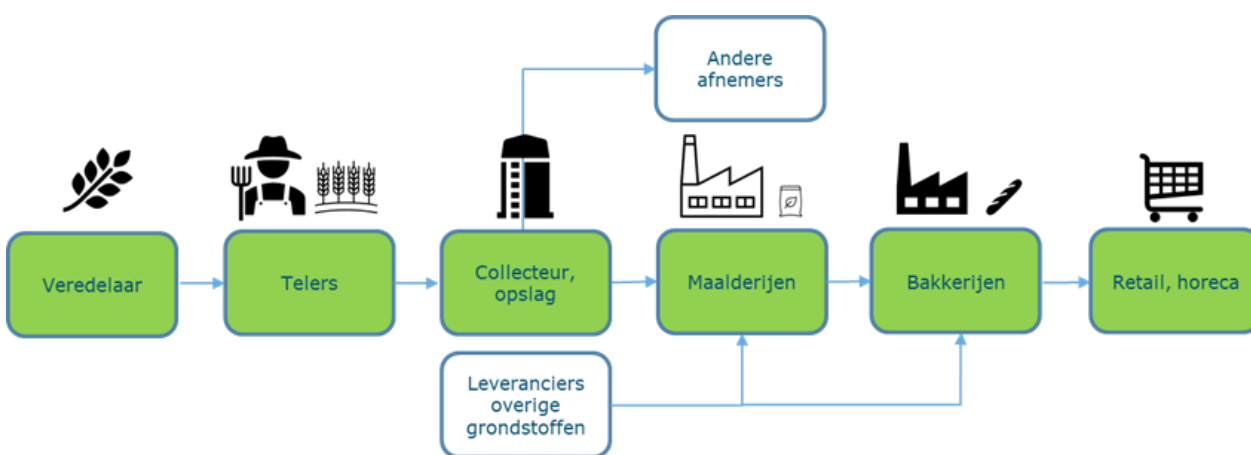 Andere
afnemers
Veredelaar
Telers
Collecteur,
opslag
Maalderijen
Bakkerijen
Retail, horeca
Leveranciers
overige
grondstoffen